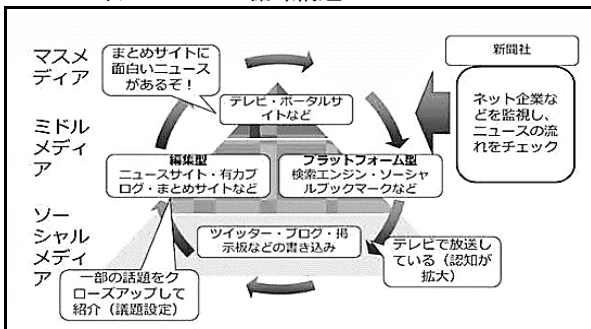 マスメ
ディア
まとめサイトに
面白いニュース
があるぞ！
新聞社
テレビ・ポータルサ
イトなど
ネット企業な
どを監視し、
ニュースの流
れをチェック
ミドル
メディ
ア
編集型
ニュースサイト・有力ブ
ログ・まとめサイトなど
プラットフォーム型
検索エンジン・ソーシャ
ルブックマークなど
ソー
シャル
メディ
ア
ツイッター・ブログ・掲
示板などの書き込み
テレビで放送し
ている（認知が
拡大）
一部の話題をク
ローズアップして
紹介（議題設定）